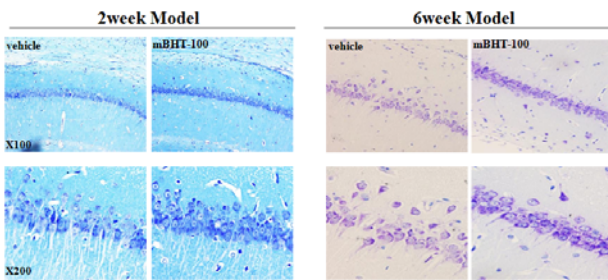 2week Model
6week Model
vehicle
mBHT-100
vehicle
mBHT-100
X100
X200